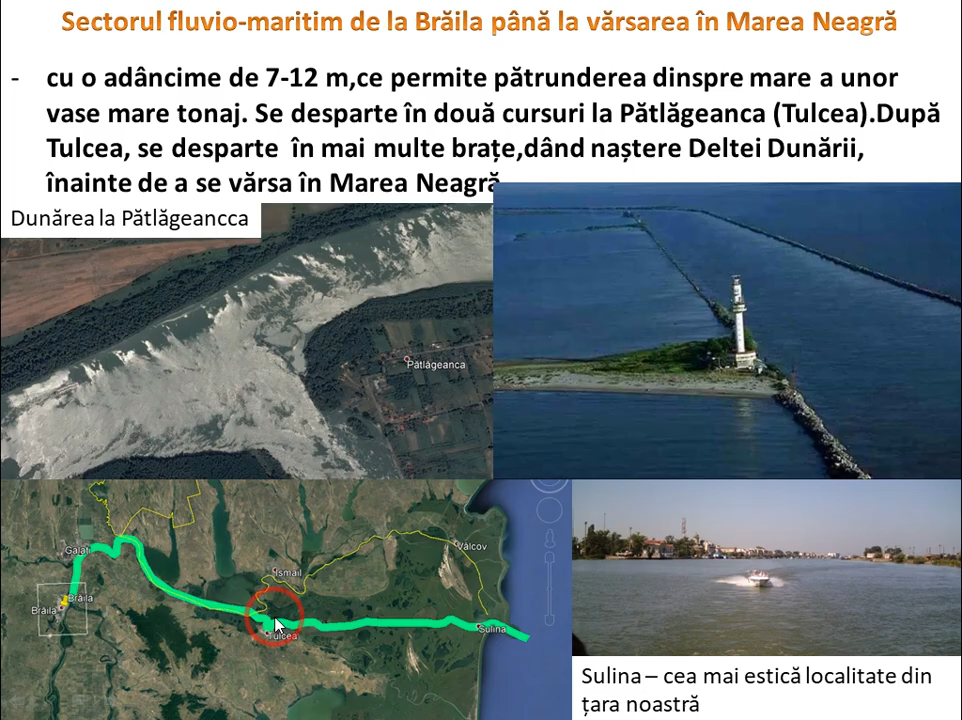 Sectorul fluvio-maritim de la Brăila până la vărsarea în Marea Neagră
- cu o adâncime de 7-12 m,ce permite pătrunderea dinspre mare a unor
vase mare tonaj. Se desparte în două cursuri la Pătlăgeanca (Tulcea).După
Tulcea, se desparte în mai multe brațe,dând naștere Deltei Dunării,
înainte de a se vărsa în Marea Neagră
Dunărea la Pătlăgeancca
Pătlăgeanca
Galați
Vâlcov
Ismail
Brăila
Brăila
Tulcea
Sulina
Sulina – cea mai estică localitate din
țara noastră